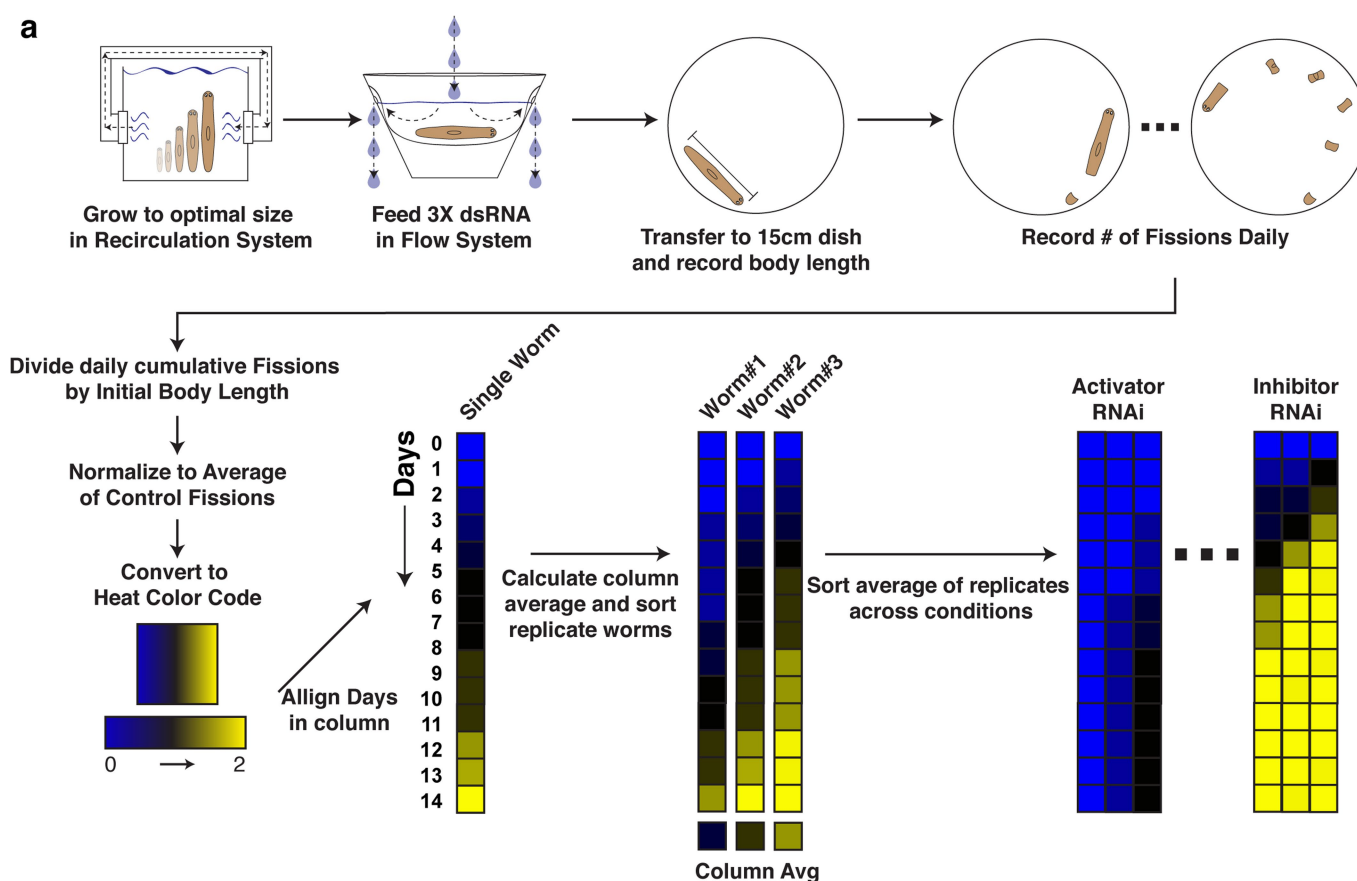 a
Grow to optimal size
in Recirculation System
Feed 3X dsRNA
in Flow System
Transfer to 15cm dish
and record body length
Record # of Fissions Daily
Divide daily cumulative Fissions
by Initial Body Length
Normalize to Average
of Control Fissions
Convert to
Heat Color Code
0
2
Allign Days
in column
Days
Single Worm
0
1
2
3
4
5
6
7
8
9
10
11
12
13
14
Calculate column
average and sort
replicate worms
Worm#1
Worm#2
Worm#3
Column Avg
Sort average of replicates
across conditions
Activator
RNAi
Inhibitor
RNAi